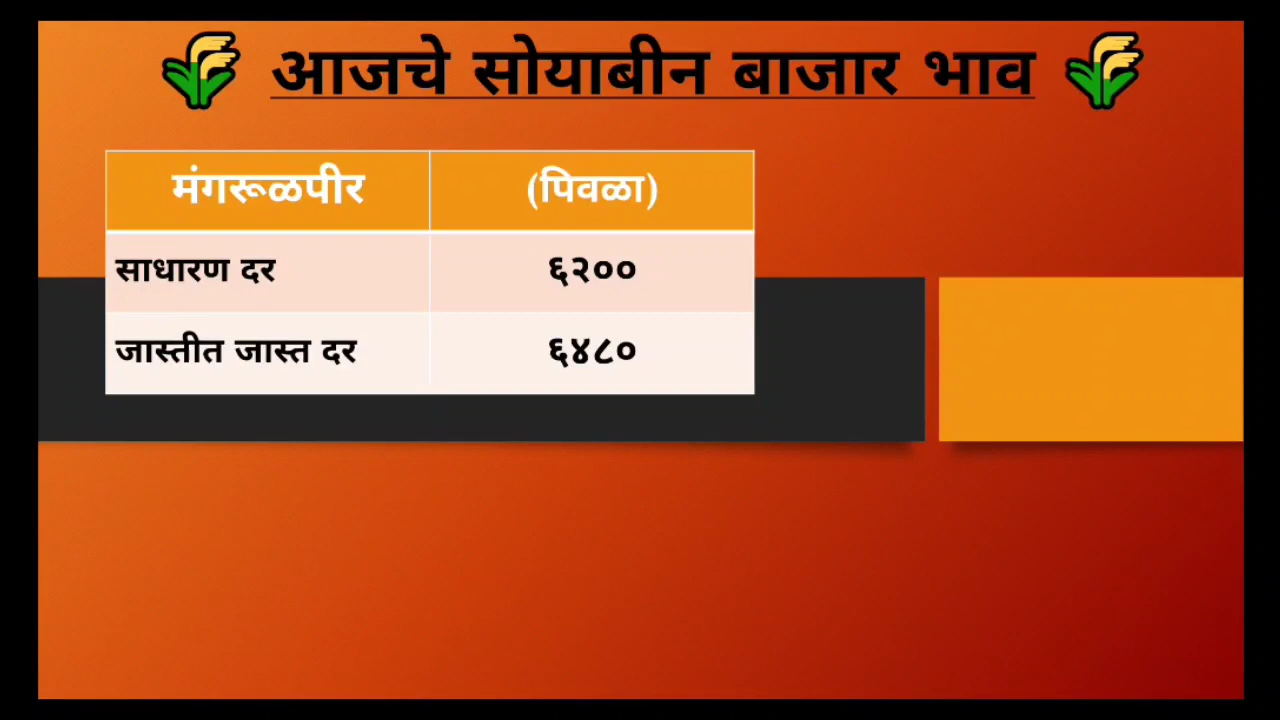 आजचे सोयाबीन बाजार भाव
मंगरूळपीर (पिवळा)
साधारण दर ६२००
जास्तीत जास्त दर ६४८०